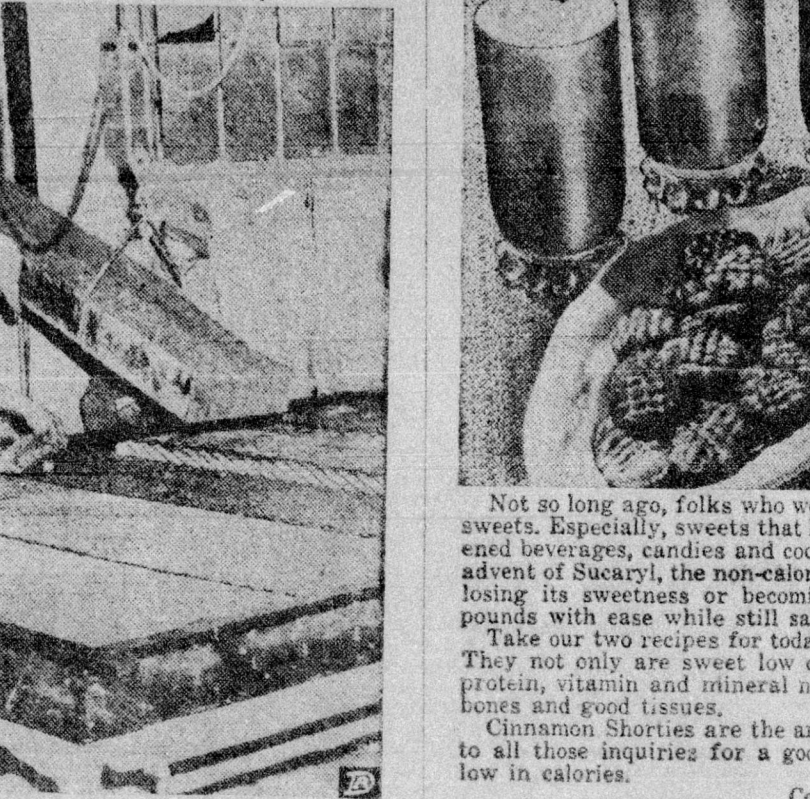 Not so long ago, folks who w
sweets. Especially, sweets that
ened beverages, candies and coo
advent of Sucaryl, the non-calor
losing its sweetness or becomi
pounds with ease while still sa
Take our two recipes for toda
They not only are sweet low
protein, vitamin and mineral
bones and good tissues.
Cinnamon Shorties are the a
to all those inquiries for a goo
low in calories.